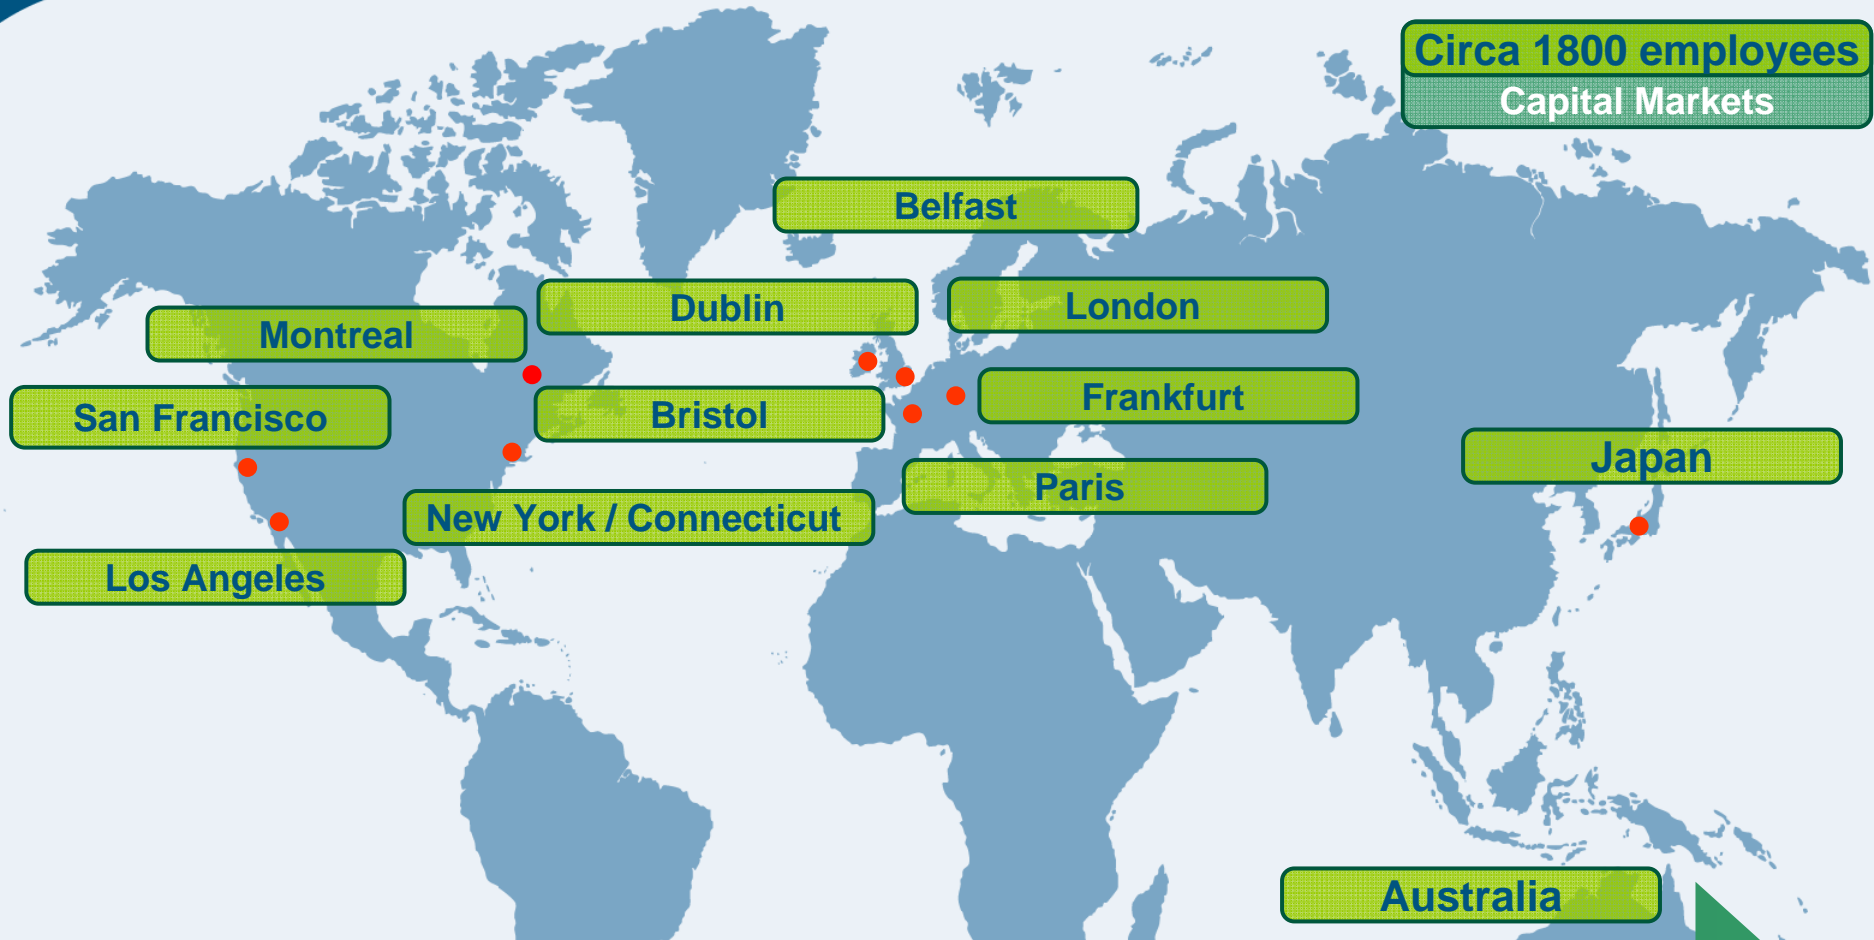 Circa 1800 employees
Capital Markets
Belfast
Dublin
London
Montreal
Frankfurt
San Francisco
Bristol
Japan
Paris
New York / Connecticut
Los Angeles
Australia